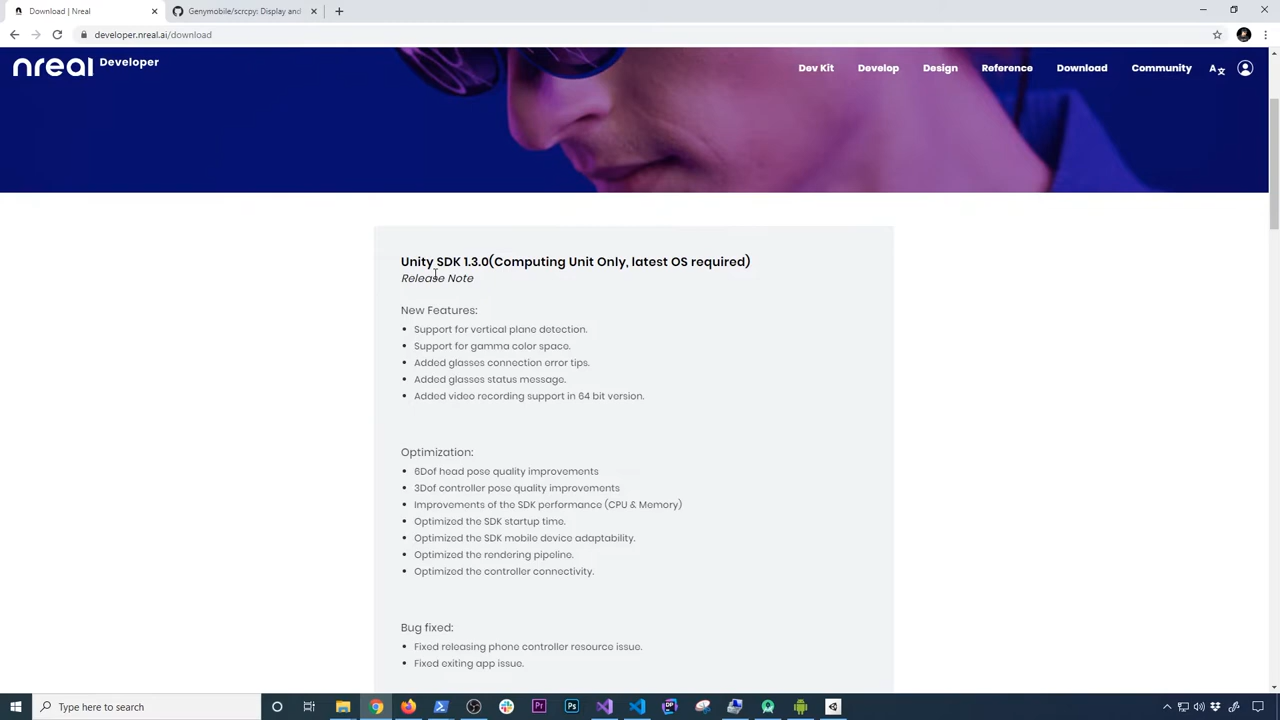 Download | Nreal
Genymobile/scrcpy: Display and
developer.nreal.ai/download
nreal Developer
Dev Kit
Develop
Design
Reference
Download
Community
Unity SDK 1.3.0(Computing Unit Only, latest OS required)
Release Note
New Features:
Support for vertical plane detection.
Support for gamma color space.
Added glasses connection error tips.
Added glasses status message.
Added video recording support in 64 bit version.
Optimization:
6Dof head pose quality improvements
3Dof controller pose quality improvements
Improvements of the SDK performance (CPU & Memory)
Optimized the SDK startup time.
Optimized the SDK mobile device adaptability.
Optimized the rendering pipeline.
Optimized the controller connectivity.
Bug fixed:
Fixed releasing phone controller resource issue.
Fixed exiting app issue.
Type here to search